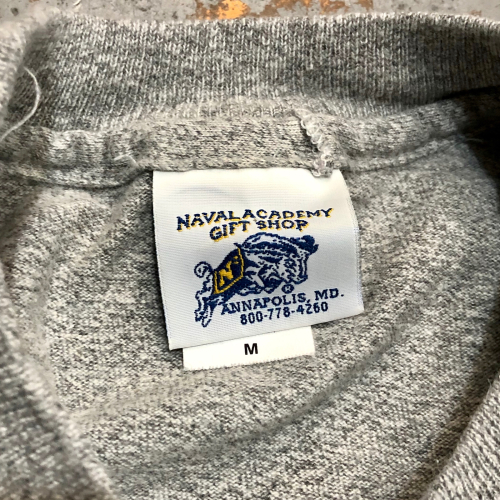 NAVAL ACADEMY
GIFT SHOP
N
ANNAPOLIS, MD.
800-778-4260
M